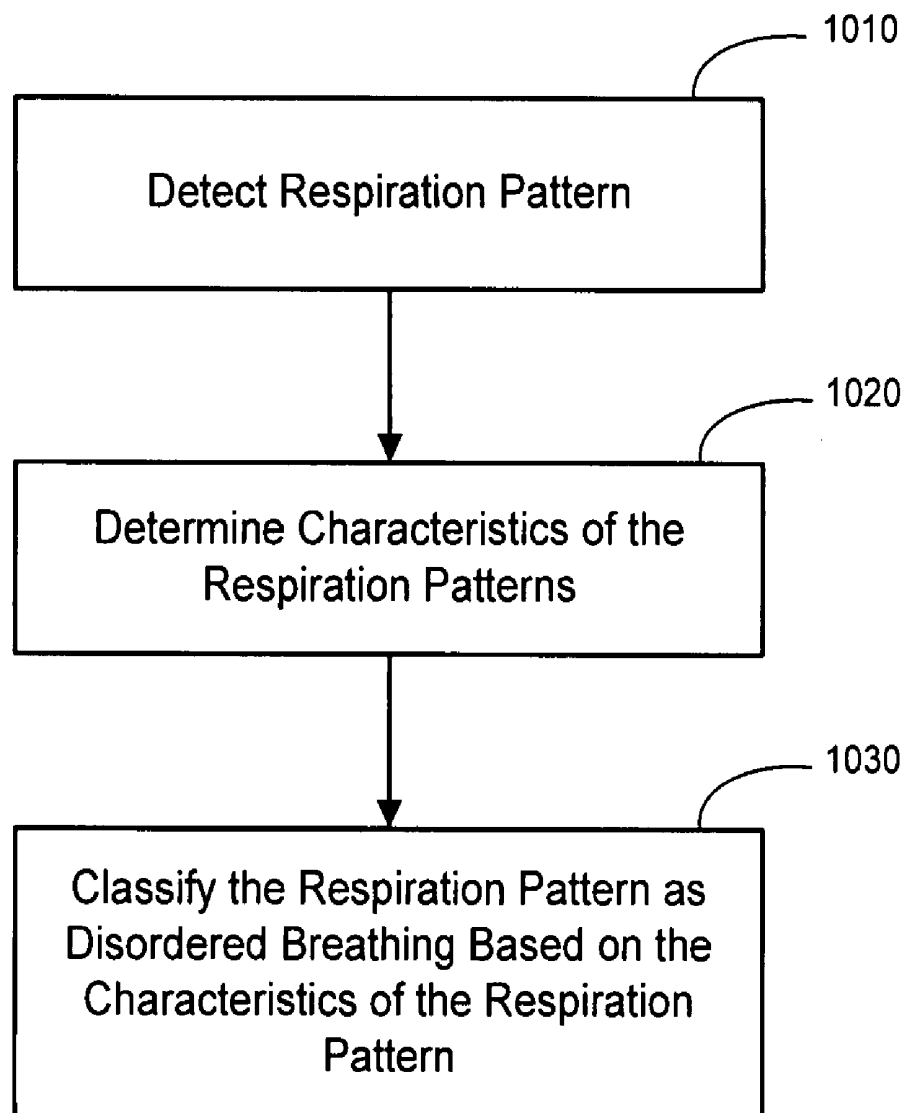 1010
Detect Respiration Pattern
1020
Determine Characteristics of the
Respiration Patterns
1030
Classify the Respiration Pattern as
Disordered Breathing Based on the
Characteristics of the Respiration
Pattern